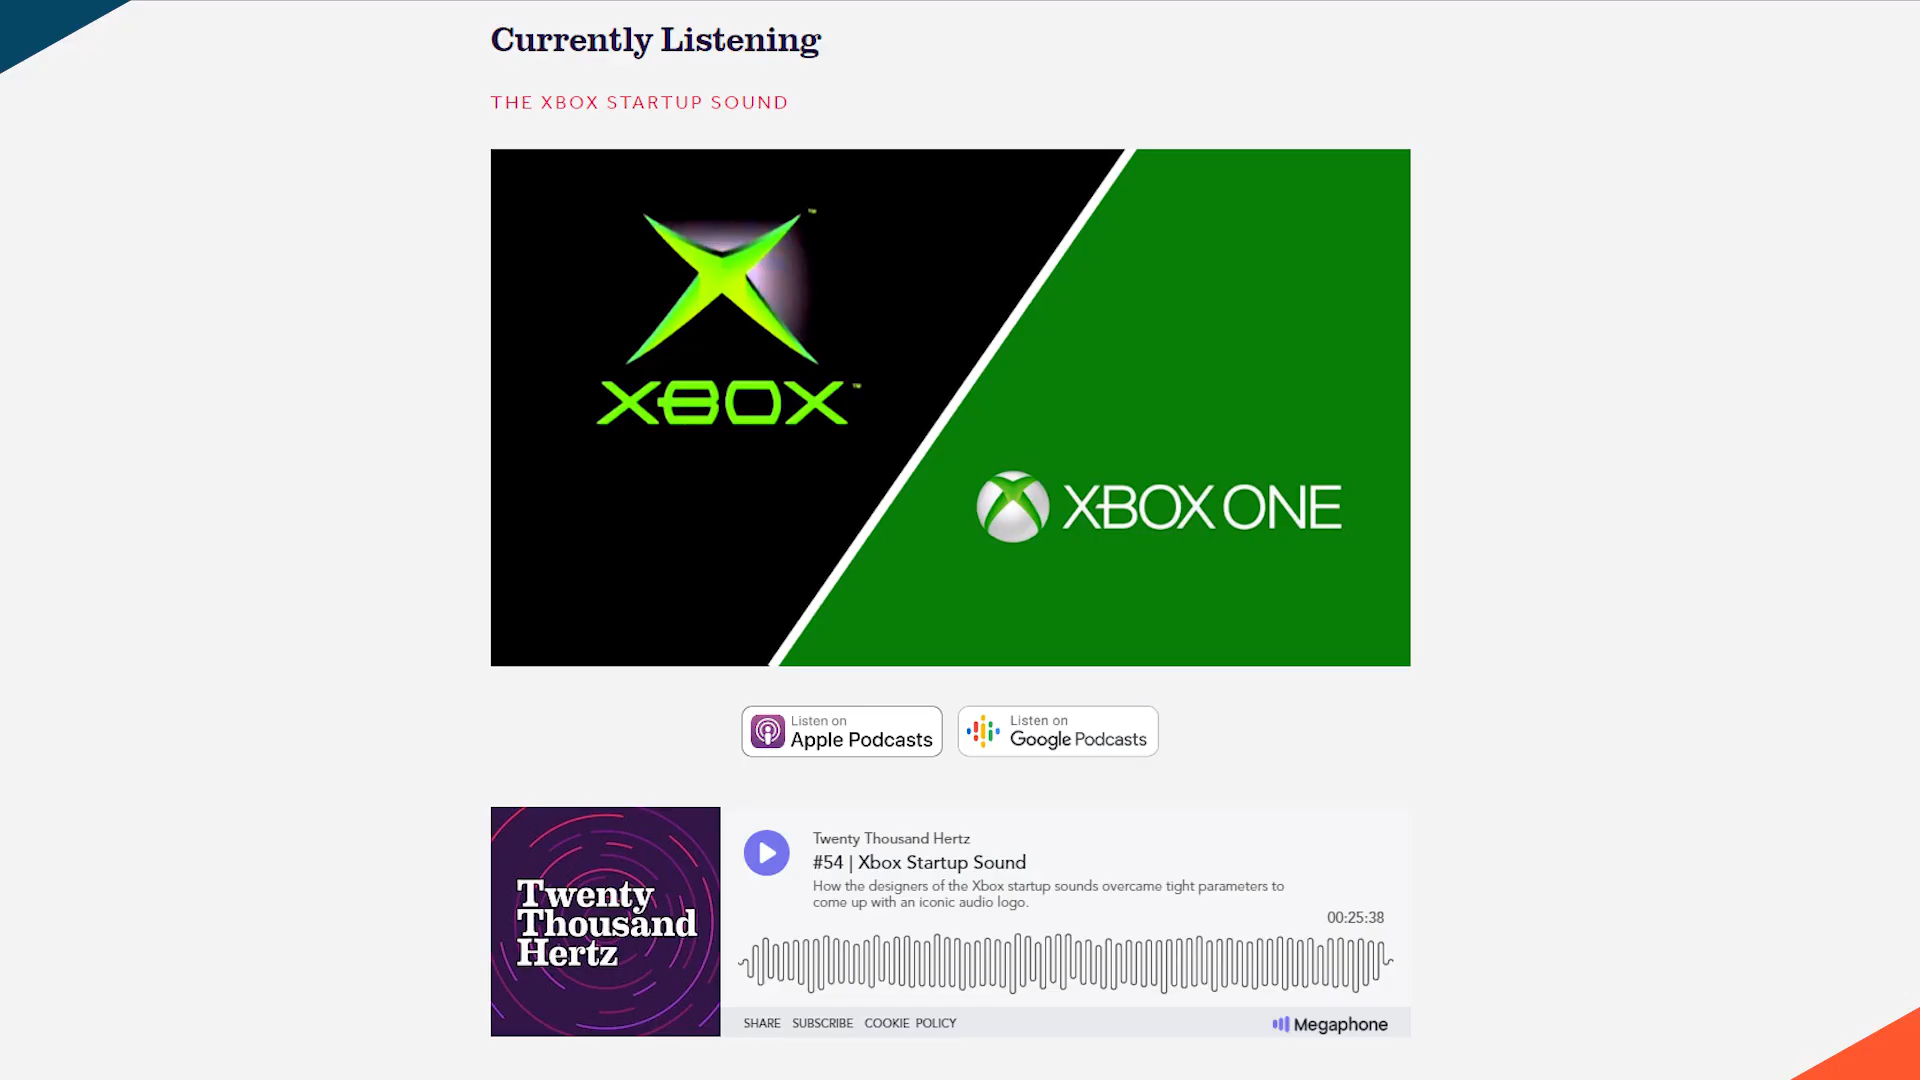 Currently Listening
THE XBOX STARTUP SOUND
™
XBOX™
XBOX ONE
Listen on
Apple Podcasts
Listen on
Google Podcasts
Twenty
Thousand
Hertz
Twenty Thousand Hertz
#54 | Xbox Startup Sound
How the designers of the Xbox startup sounds overcame tight parameters to
come up with an iconic audio logo.
00:25:38
SHARE SUBSCRIBE COOKIE POLICY
Megaphone